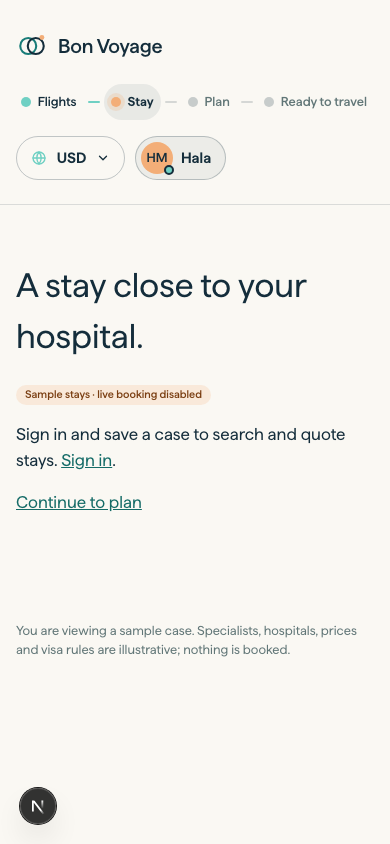 Bon Voyage
Flights Stay Plan Ready to travel
USD HM Hala
A stay close to your
hospital.
Sample stays · live booking disabled
Sign in and save a case to search and quote
stays. Sign in.
Continue to plan
You are viewing a sample case. Specialists, hospitals, prices
and visa rules are illustrative; nothing is booked.
N